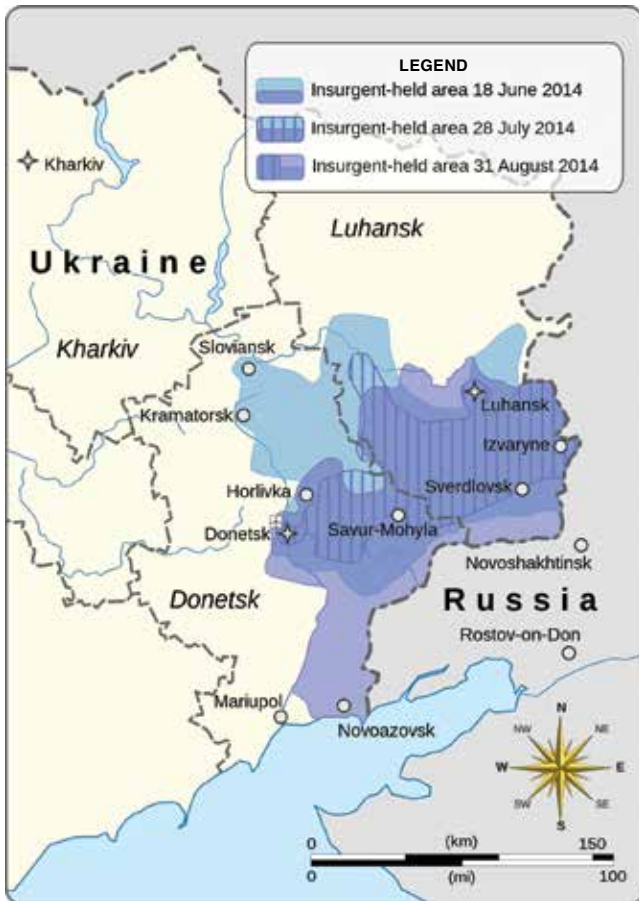 LEGEND
Insurgent-held area 18 June 2014
Insurgent-held area 28 July 2014
Insurgent-held area 31 August 2014
Kharkiv
Luhansk
Ukraine
Kharkiv
Sloviansk
Kramatorsk
Luhansk
Izvaryne
Horlivka
Sverdlovsk
Donetsk
Savur-Mohyla
Novoshakhtinsk
Donetsk
Russia
Rostov-on-Don
Mariupol
Novoazovsk
N
NW
NE
W
E
SW
SE
S
0 (km) 150
0 (mi) 100